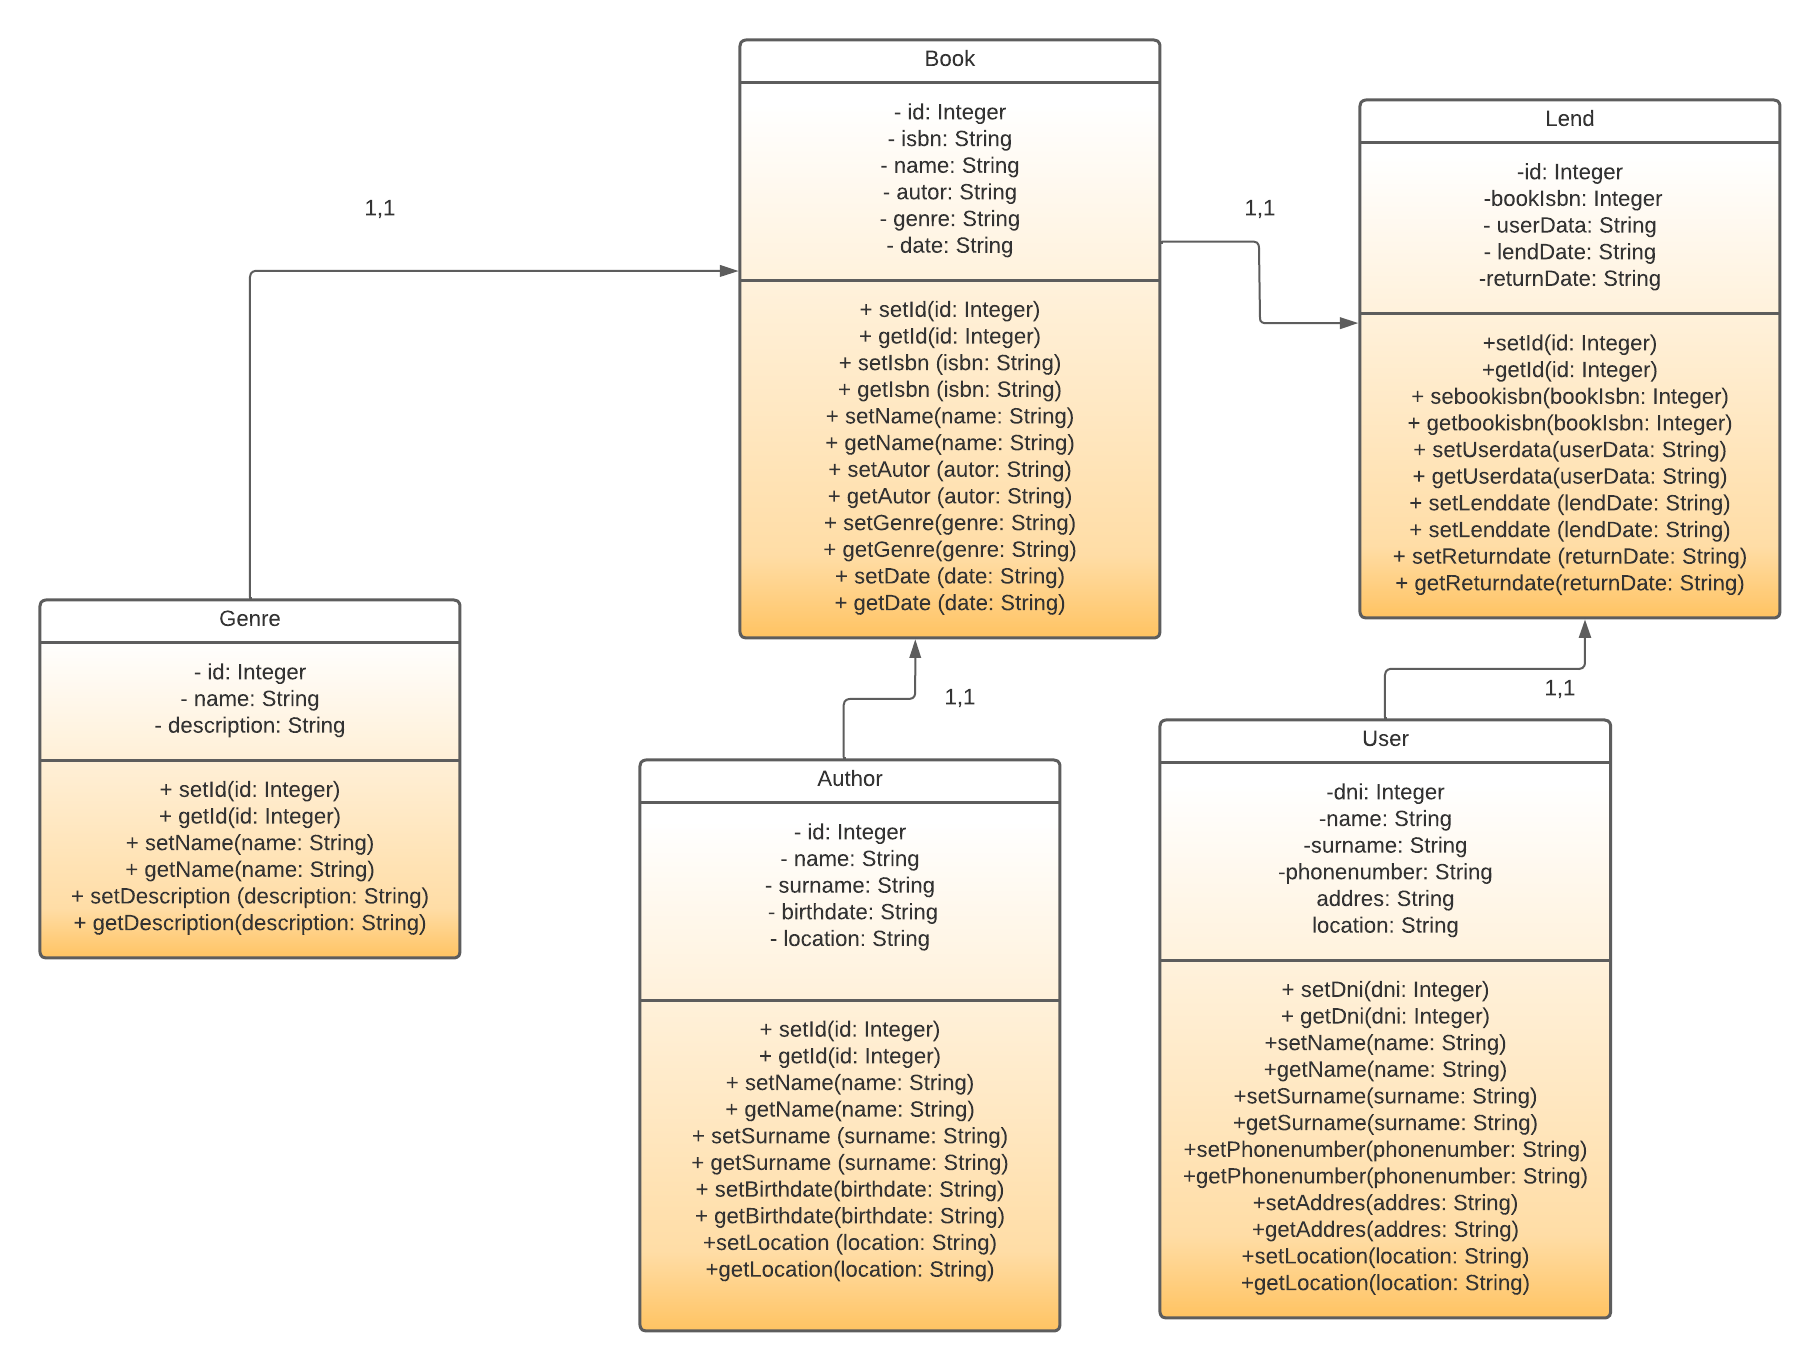 Book
- id: Integer
- isbn: String
- name: String
- autor: String
- genre: String
- date: String
+ setId(id: Integer)
+ getId(id: Integer)
+ setIsbn (isbn: String)
+ getIsbn (isbn: String)
+ setName(name: String)
+ getName(name: String)
+ setAutor (autor: String)
+ getAutor (autor: String)
+ setGenre(genre: String)
+ getGenre(genre: String)
+ setDate (date: String)
+ getDate (date: String)
Lend
-id: Integer
-bookIsbn: Integer
- userData: String
- lendDate: String
-returnDate: String
+setId(id: Integer)
+getId(id: Integer)
+ sebookisbn(bookIsbn: Integer)
+ getbookisbn(bookIsbn: Integer)
+ setUserdata(userData: String)
+ getUserdata(userData: String)
+ setLenddate (lendDate: String)
+ setLenddate (lendDate: String)
+ setReturndate (returnDate: String)
+ getReturndate(returnDate: String)
1,1
1,1
Genre
- id: Integer
- name: String
- description: String
+ setId(id: Integer)
+ getId(id: Integer)
+ setName(name: String)
+ getName(name: String)
+ setDescription (description: String)
+ getDescription(description: String)
1,1
1,1
Author
- id: Integer
- name: String
- surname: String
- birthdate: String
- location: String
+ setId(id: Integer)
+ getId(id: Integer)
+ setName(name: String)
+ getName(name: String)
+ setSurname (surname: String)
+ getSurname (surname: String)
+ setBirthdate(birthdate: String)
+ getBirthdate(birthdate: String)
+setLocation (location: String)
+getLocation(location: String)
User
-dni: Integer
-name: String
-surname: String
-phonenumber: String
addres: String
location: String
+ setDni(dni: Integer)
+ getDni(dni: Integer)
+setName(name: String)
+getName(name: String)
+setSurname(surname: String)
+getSurname(surname: String)
+setPhonenumber(phonenumber: String)
+getPhonenumber(phonenumber: String)
+setAddres(addres: String)
+getAddres(addres: String)
+setLocation(location: String)
+getLocation(location: String)